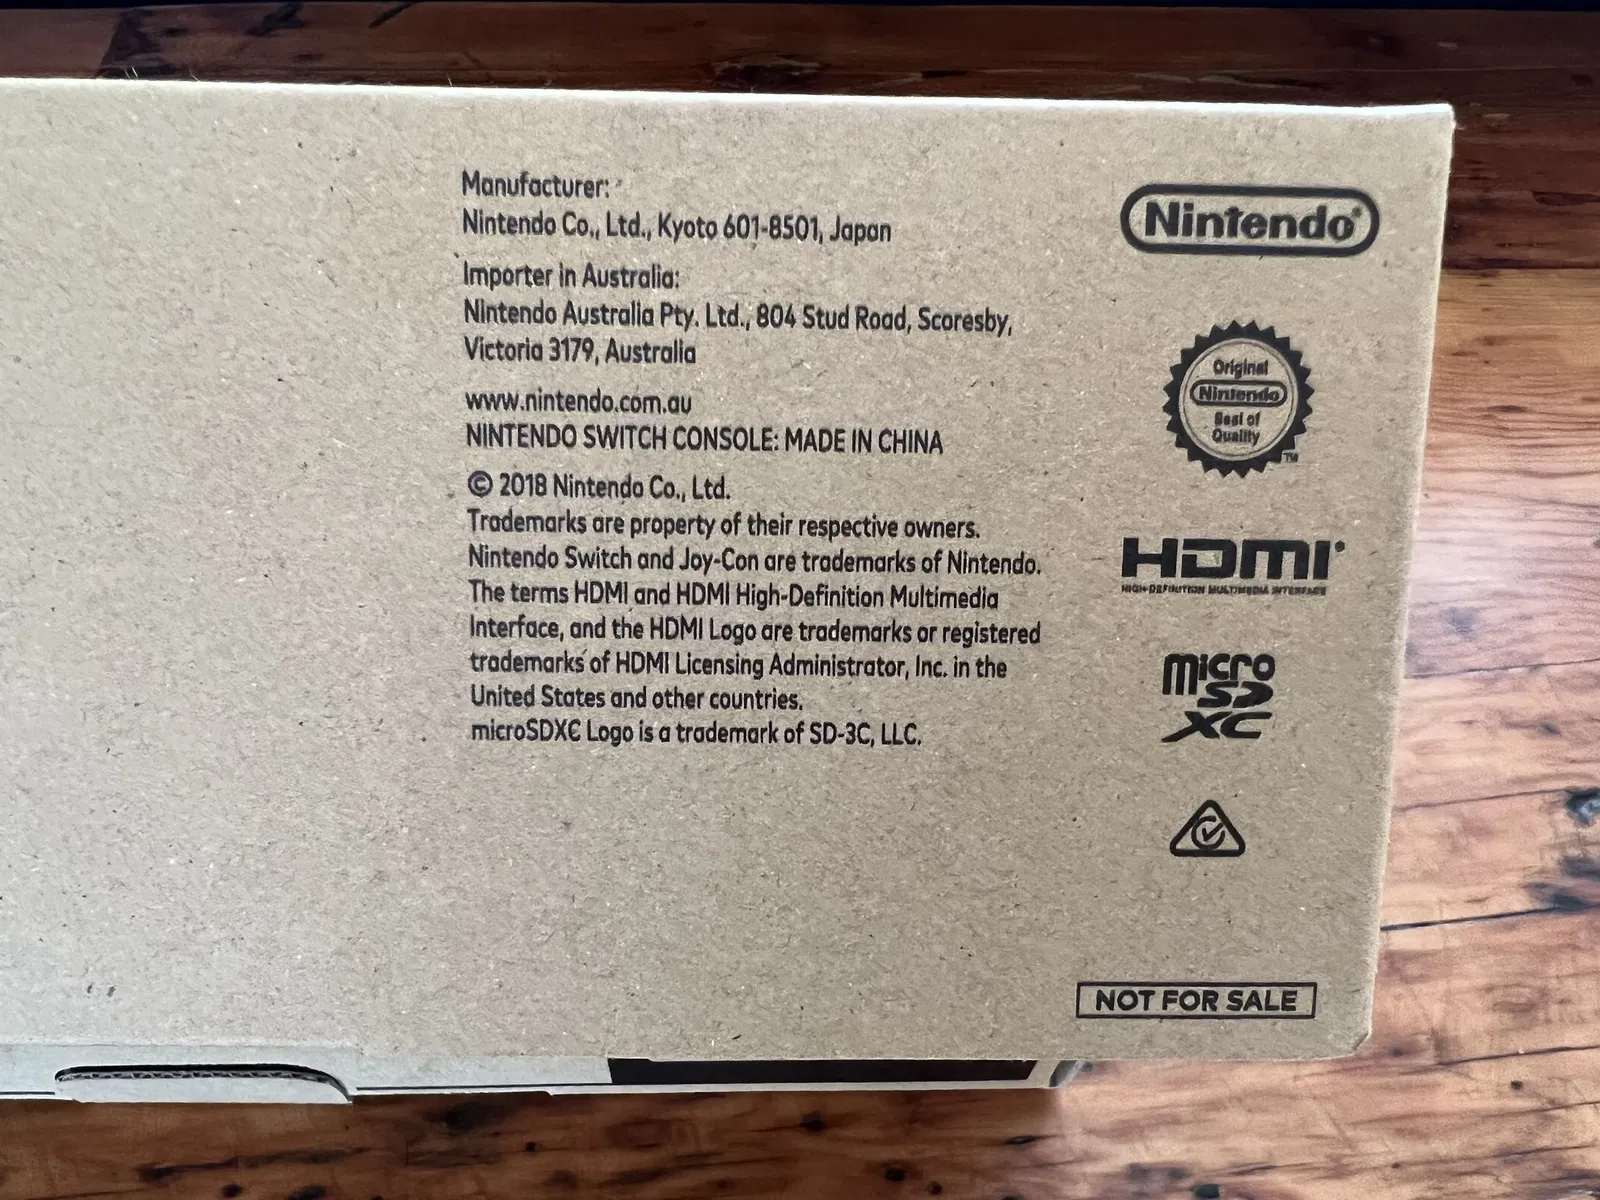 Manufacturer:
Nintendo Co., Ltd., Kyoto 601-8501, Japan
Importer in Australia:
Nintendo Australia Pty. Ltd., 804 Stud Road, Scoresby,
Victoria 3179, Australia
www.nintendo.com.au
NINTENDO SWITCH CONSOLE: MADE IN CHINA
© 2018 Nintendo Co., Ltd.
Trademarks are property of their respective owners.
Nintendo Switch and Joy-Con are trademarks of Nintendo.
The terms HDMI and HDMI High-Definition Multimedia
Interface, and the HDMI Logo are trademarks or registered
trademarks of HDMI Licensing Administrator, Inc. in the
United States and other countries.
microSDXC Logo is a trademark of SD-3C, LLC.
Nintendo®
Original
Nintendo
Seal of
Quality
TM
HDMI®
HIGH-DEFINITION MULTIMEDIA INTERFACE
micro
SD
XC
NOT FOR SALE